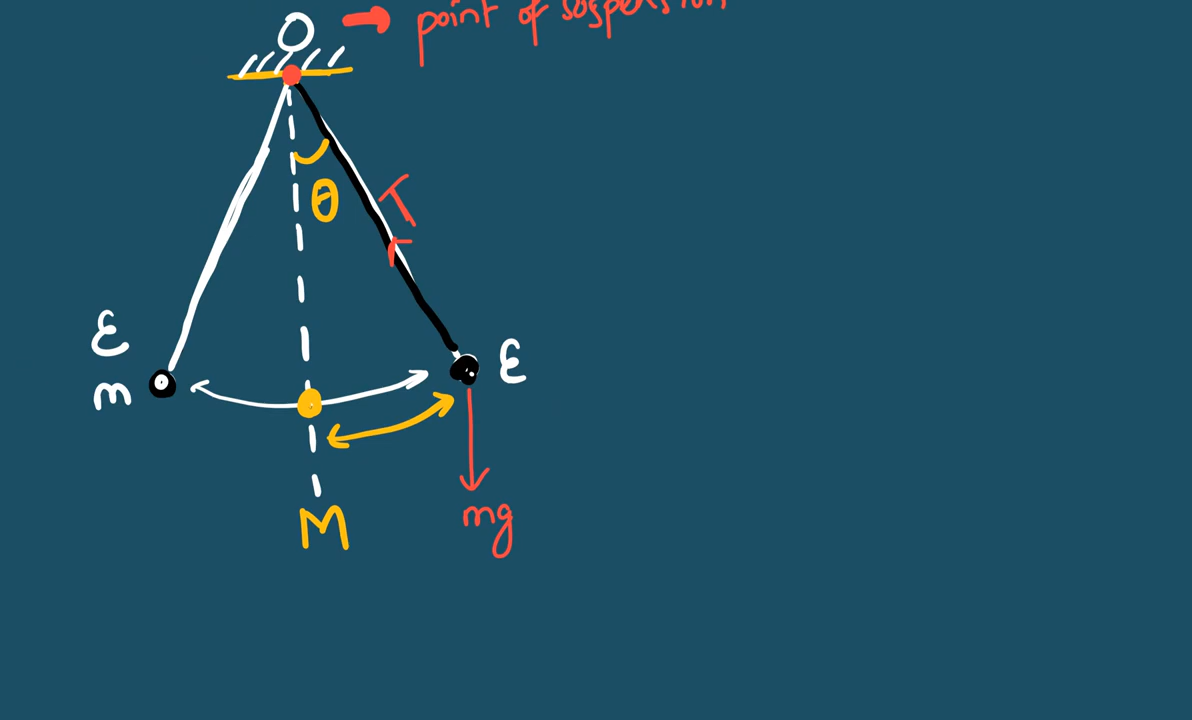 O → point of suspension
θ
T
Ɛ
m
Ɛ
mg
M